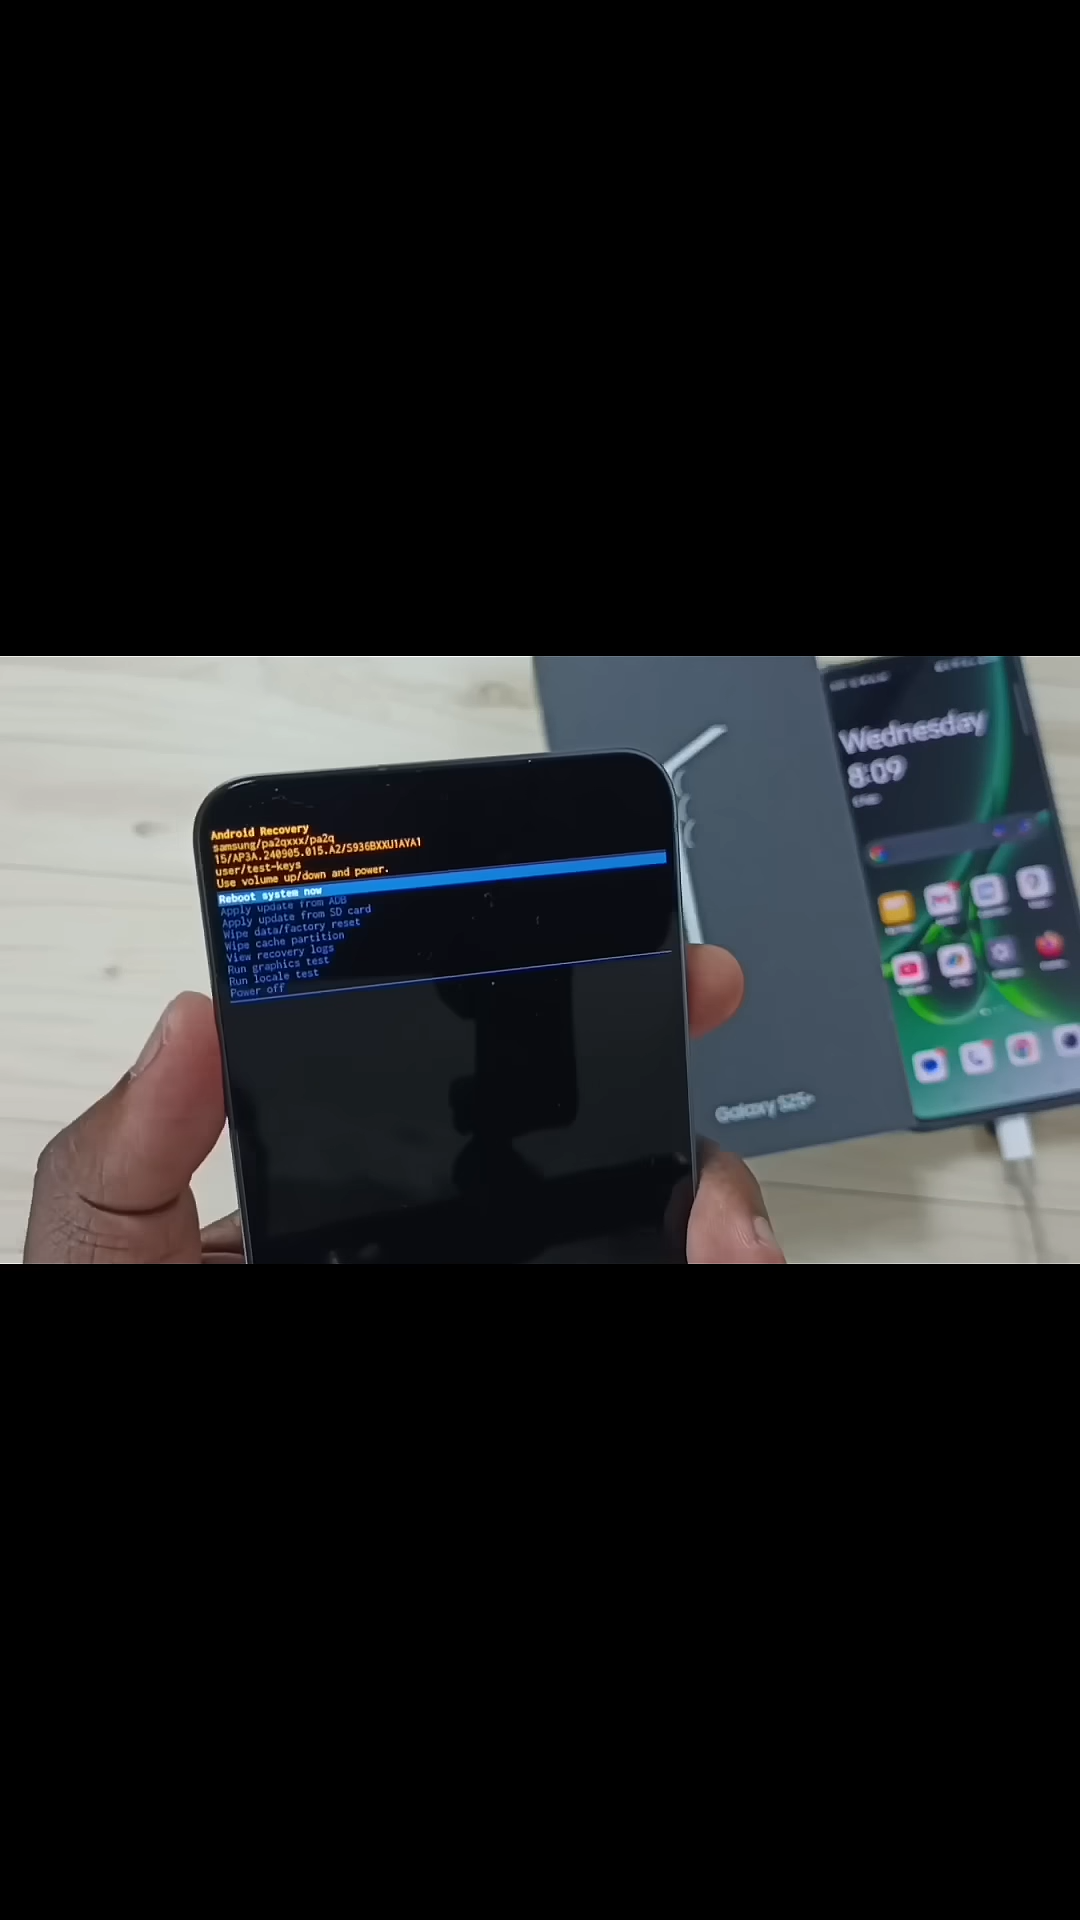 Android Recovery
samsung/pa2qxxx/pa2q
15/AP3A.240905.015.A2/S936BXXU1AYA1
user/test-keys
Use volume up/down and power.
Reboot system now
Apply update from ADB
Apply update from SD card
Wipe data/factory reset
Wipe cache partition
View recovery logs
Run graphics test
Run locale test
Power off
Wednesday
8:09
Galaxy S25+